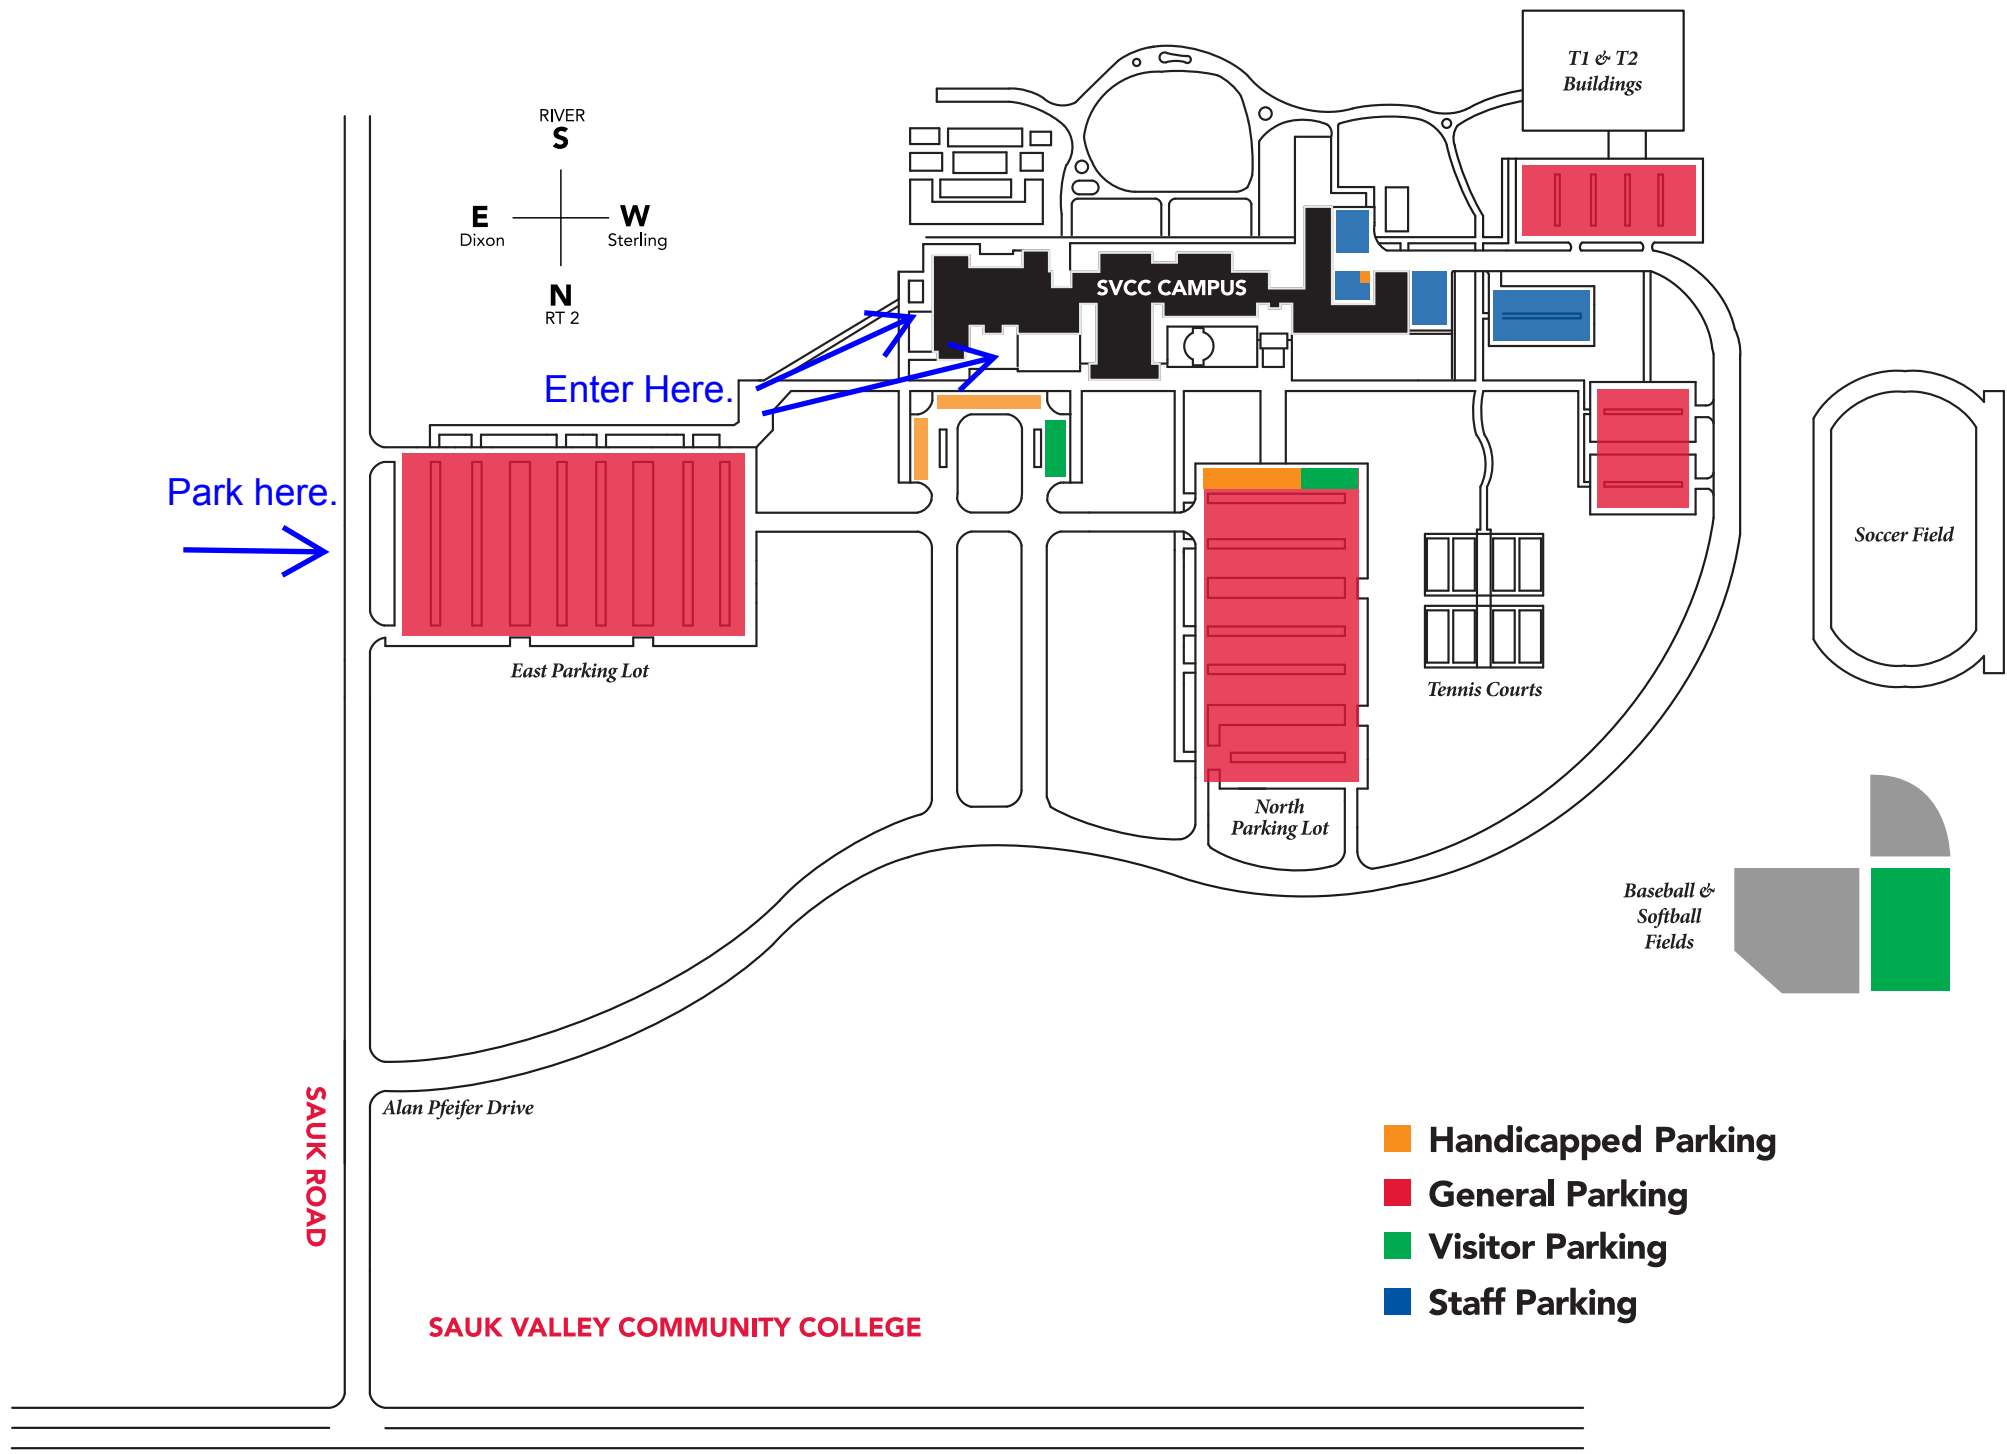 T1 & T2
Buildings
RIVER
S
E
Dixon
W
Sterling
N
RT 2
SVCC CAMPUS
Enter Here.
Park here.
East Parking Lot
Soccer Field
Tennis Courts
North
Parking Lot
Baseball &
Softball
Fields
SAUK ROAD
Alan Pfeifer Drive
Handicapped Parking
General Parking
Visitor Parking
Staff Parking
SAUK VALLEY COMMUNITY COLLEGE